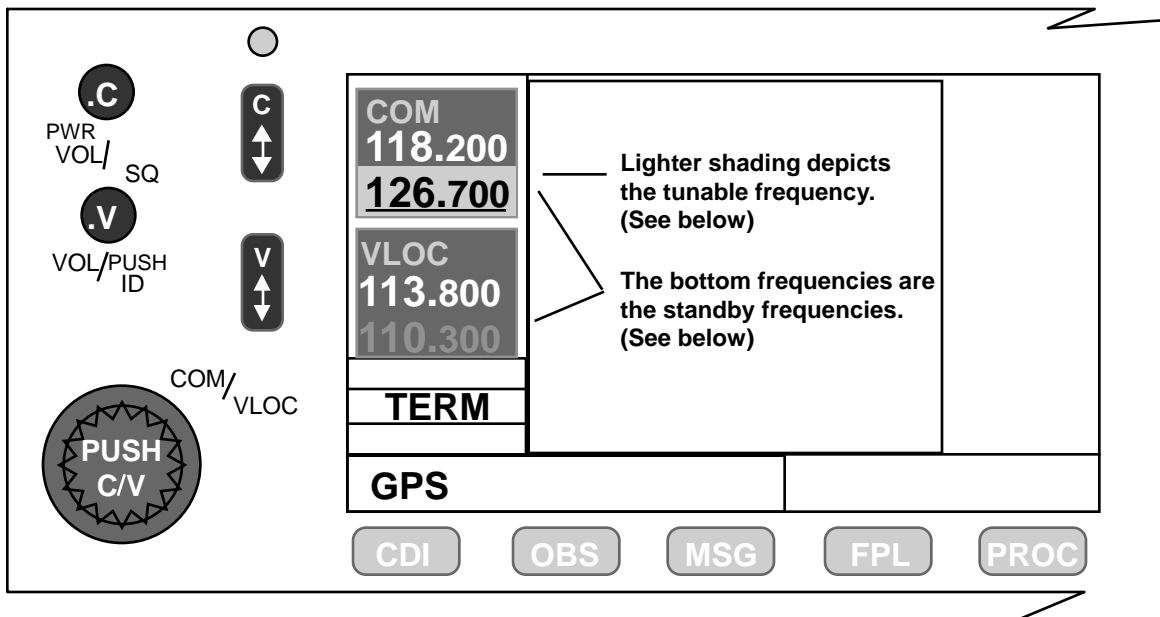 .C
PWR
VOL/
SQ
.V
VOL/PUSH
ID
C
V
COM/
VLOC
PUSH
C/V
COM
118.200
126.700
VLOC
113.800
110.300
TERM
GPS
Lighter shading depicts
the tunable frequency.
(See below)
The bottom frequencies are
the standby frequencies.
(See below)
CDI
OBS
MSG
FPL
PROC